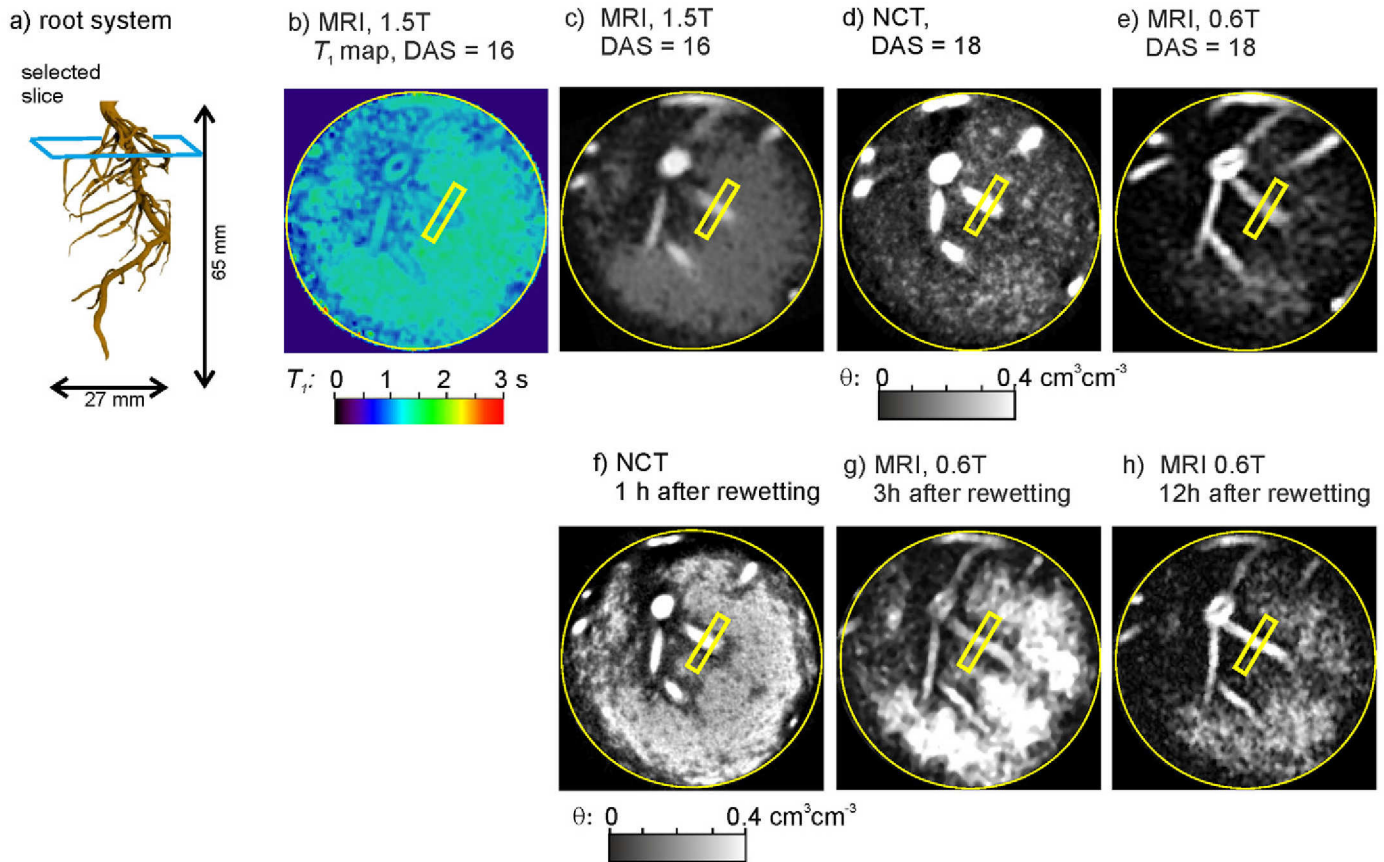 a) root system
selected
slice
65 mm
27 mm
b) MRI, 1.5T
T₁ map, DAS = 16
c) MRI, 1.5T
DAS = 16
d) NCT,
DAS = 18
e) MRI, 0.6T
DAS = 18
T₁: 0 1 2 3 s
θ: 0 0.4 cm³cm⁻³
f) NCT
1 h after rewetting
g) MRI, 0.6T
3h after rewetting
h) MRI 0.6T
12h after rewetting
θ: 0 0.4 cm³cm⁻³